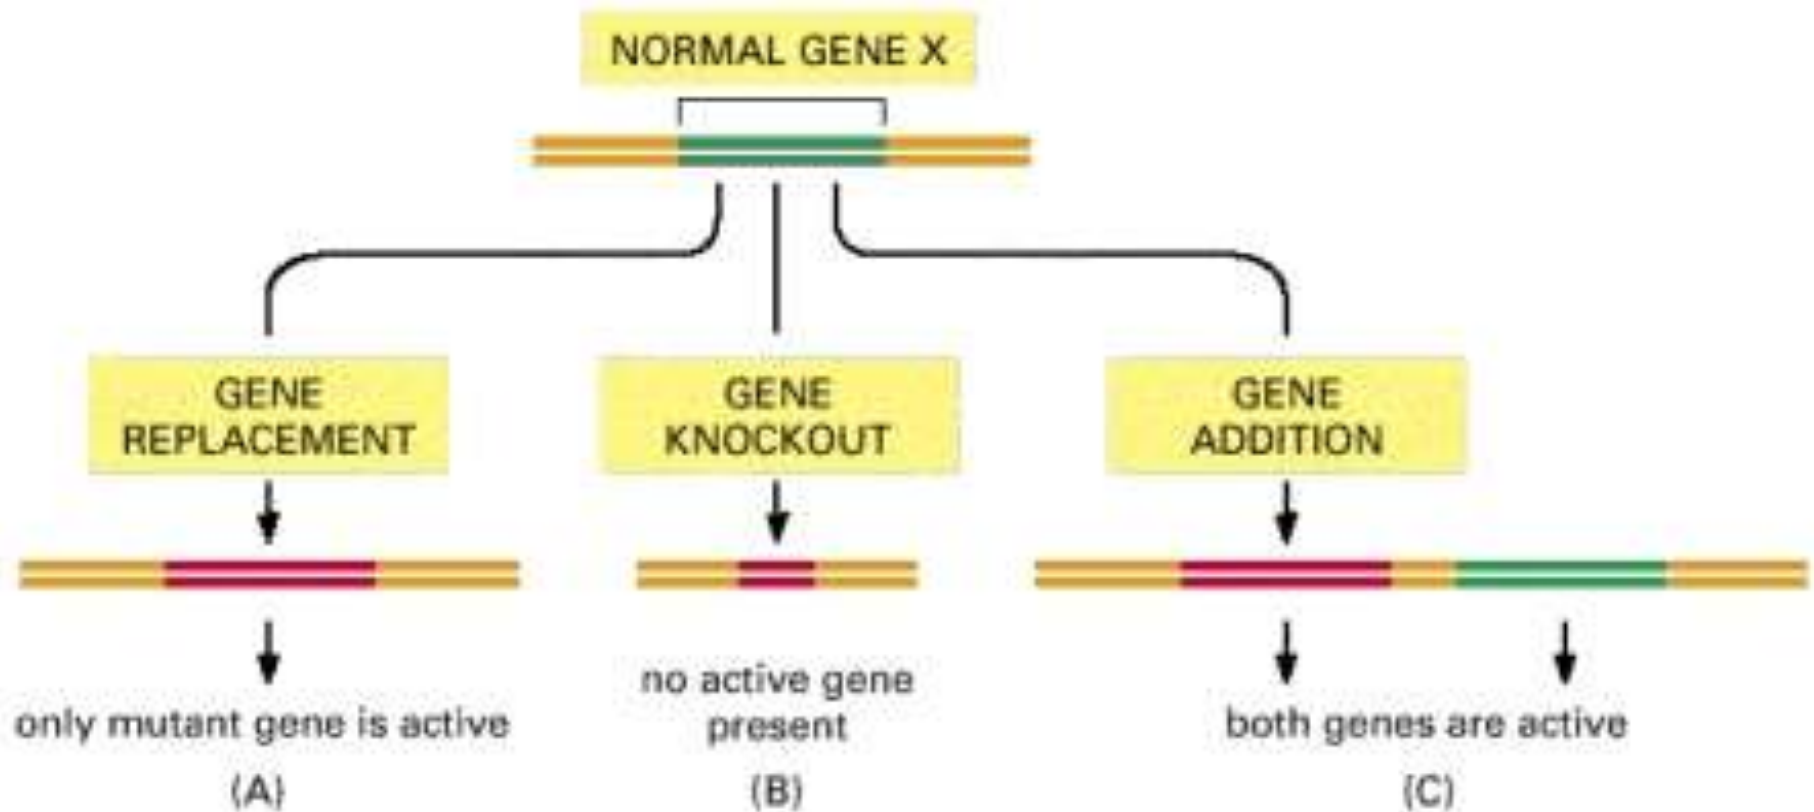 NORMAL GENE X
GENE
REPLACEMENT
GENE
KNOCKOUT
GENE
ADDITION
only mutant gene is active
(A)
no active gene
present
(B)
both genes are active
(C)